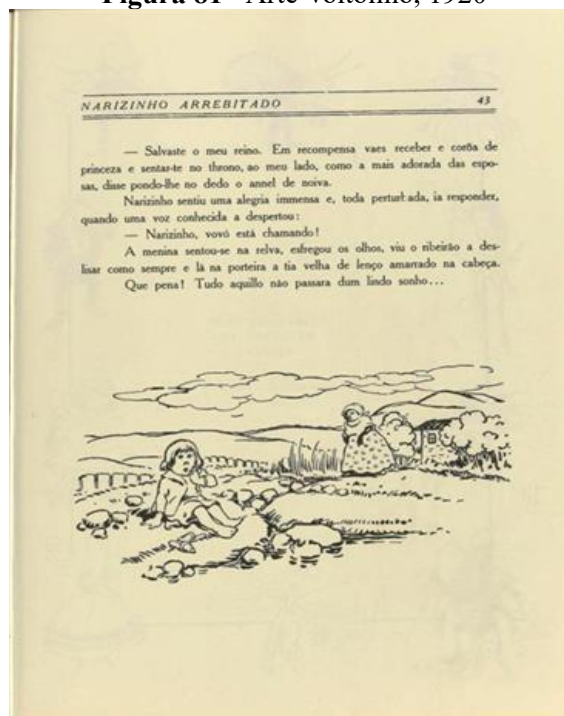 Figura 81 - Arte Voltolino, 1920
NARIZINHO ARREBITADO 43
— Salvaste o meu reino. Em recompensa vaes receber e corôa de
princeza e sentar-te no throno, ao meu lado, como a mais adorada das espo-
sas, disse pondo-lhe no dedo o annel de noiva.
Narizinho sentiu uma alegria immensa e, toda perturbada, ia responder,
quando uma voz conhecida a despertou:
— Narizinho, vovó está chamando!
A menina sentou-se na relva, esfregou os olhos, viu o ribeirão a des-
lisar como sempre e lá na porteira a tia velha de lenço amarrado na cabeça.
Que pena! Tudo aquillo não passara dum lindo sonho...